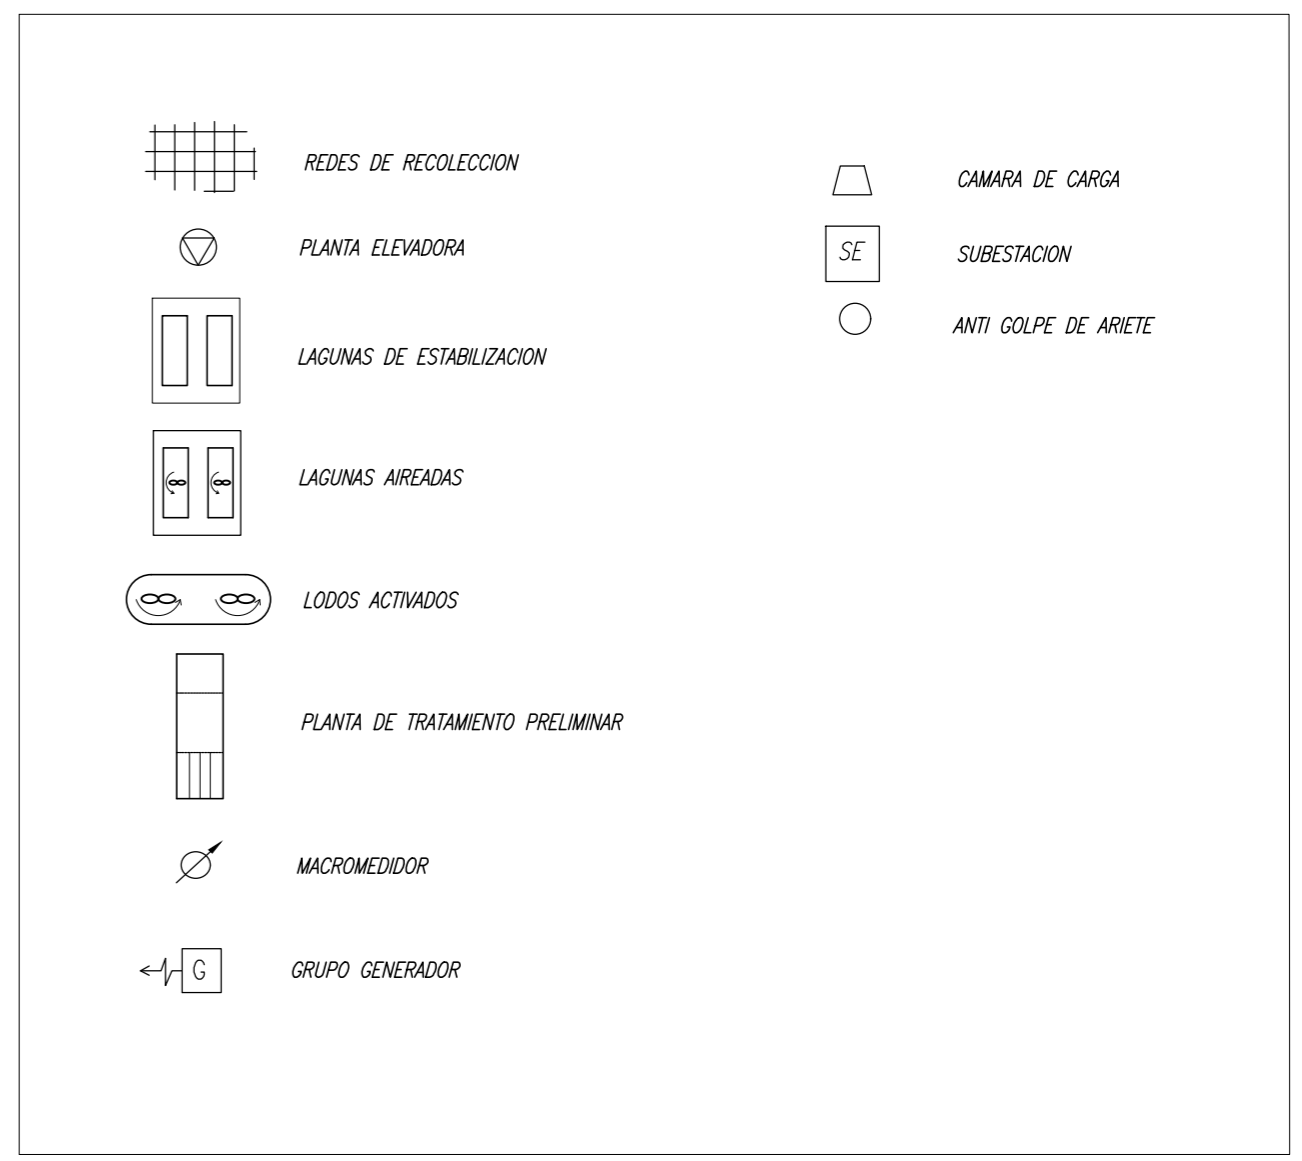 REDES DE RECOLECCION
PLANTA ELEVADORA
LAGUNAS DE ESTABILIZACION
LAGUNAS AIREADAS
LODOS ACTIVADOS
PLANTA DE TRATAMIENTO PRELIMINAR
MACROMEDIDOR
G
GRUPO GENERADOR
CAMARA DE CARGA
SE
SUBESTACION
ANTI GOLPE DE ARIETE